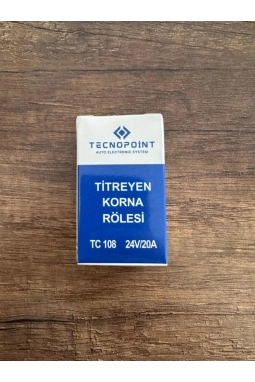 TECNOPOINT
AUTO ELECTRONIC SYSTEM
TİTREYEN
KORNA
RÖLESİ
TC 108 24V/20A